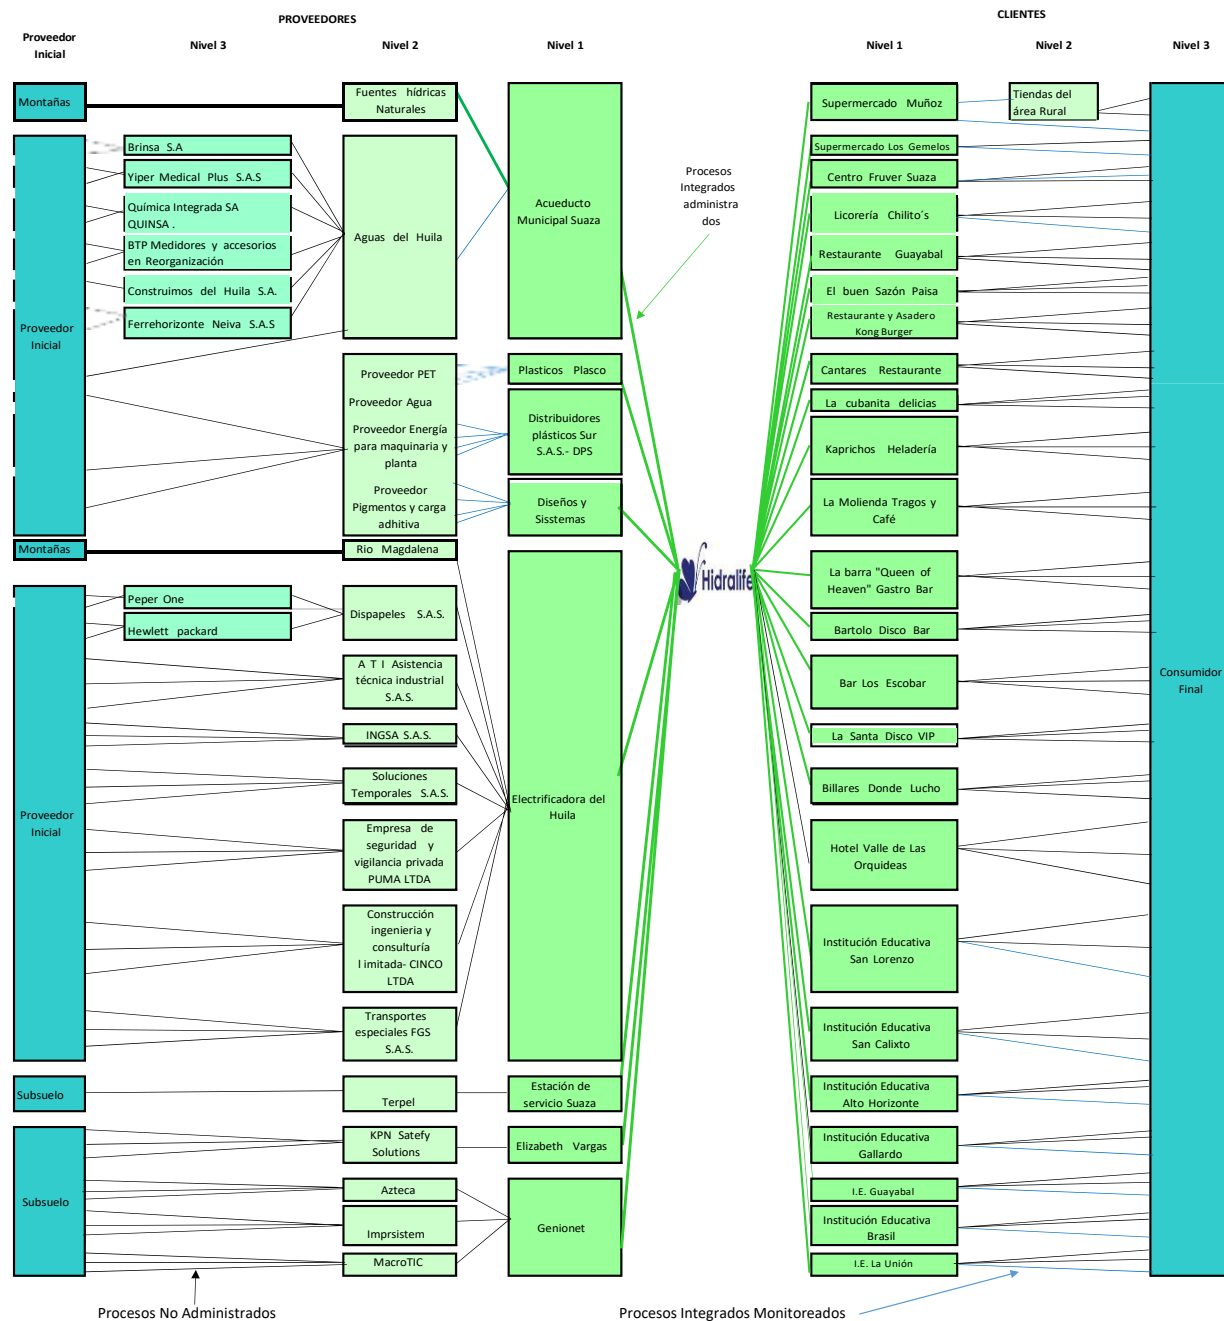 PROVEEDORES
CLIENTES
Proveedor
Inicial
Nivel 3
Nivel 2
Nivel 1
Nivel 1
Nivel 2
Nivel 3
Montañas
Fuentes hídricas
Naturales
Proveedor
Inicial
Brinsa S.A
Yiper Medical Plus S.A.S
Química Integrada SA
QUINSA .
BTP Medidores y accesorios
en Reorganización
Construimos del Huila S.A.
Ferrehorizonte Neiva S.A.S
Aguas del Huila
Acueducto
Municipal Suaza
Proveedor PET
Proveedor Agua
Proveedor Energía
para maquinaria y
planta
Proveedor
Pigmentos y carga
adhitiva
Plasticos Plasco
Distribuidores
plásticos Sur
S.A.S.- DPS
Diseños y
Sisstemas
Montañas
Rio Magdalena
Proveedor
Inicial
Peper One
Hewlett packard
Dispapeles S.A.S.
A T I Asistencia
técnica industrial
S.A.S.
INGSA S.A.S.
Soluciones
Temporales S.A.S.
Empresa de
seguridad y
vigilancia privada
PUMA LTDA
Construcción
ingenieria y
consulturía
l imitada- CINCO
LTDA
Transportes
especiales FGS
S.A.S.
Electrificadora del
Huila
Subsuelo
Terpel
Estación de
servicio Suaza
Subsuelo
KPN Satefy
Solutions
Elizabeth Vargas
Azteca
Imprsistem
MacroTIC
Genionet
Procesos
Integrados
administra
dos
Hidralife
Supermercado Muñoz
Tiendas del
área Rural
Supermercado Los Gemelos
Centro Fruver Suaza
Licorería Chilito´s
Restaurante Guayabal
El buen Sazón Paisa
Restaurante y Asadero
Kong Burger
Cantares Restaurante
La cubanita delicias
Kaprichos Heladería
La Molienda Tragos y
Café
La barra "Queen of
Heaven" Gastro Bar
Bartolo Disco Bar
Bar Los Escobar
La Santa Disco VIP
Billares Donde Lucho
Hotel Valle de Las
Orquideas
Institución Educativa
San Lorenzo
Institución Educativa
San Calixto
Institución Educativa
Alto Horizonte
Institución Educativa
Gallardo
I.E. Guayabal
Institución Educativa
Brasil
I.E. La Unión
Consumidor
Final
Procesos No Administrados
Procesos Integrados Monitoreados